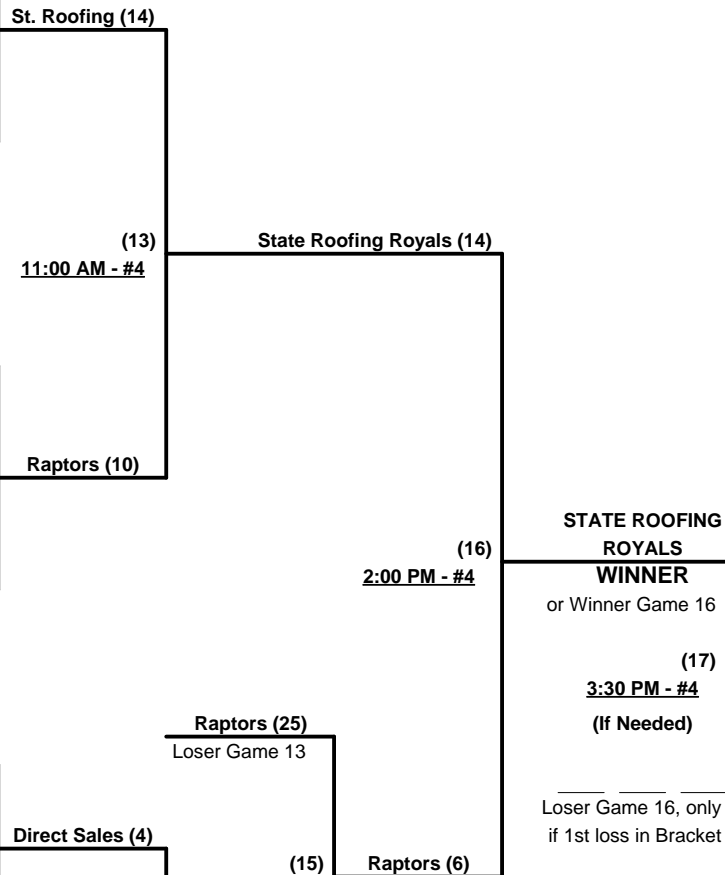 St. Roofing (14)
(13)
State Roofing Royals (14)
11:00 AM - #4
Raptors (10)
STATE ROOFING
(16)
ROYALS
2:00 PM - #4
WINNER
or Winner Game 16
(17)
3:30 PM - #4
Raptors (25)
(If Needed)
Loser Game 13
Loser Game 16, only
Direct Sales (4)
if 1st loss in Bracket
(15)
Raptors (6)